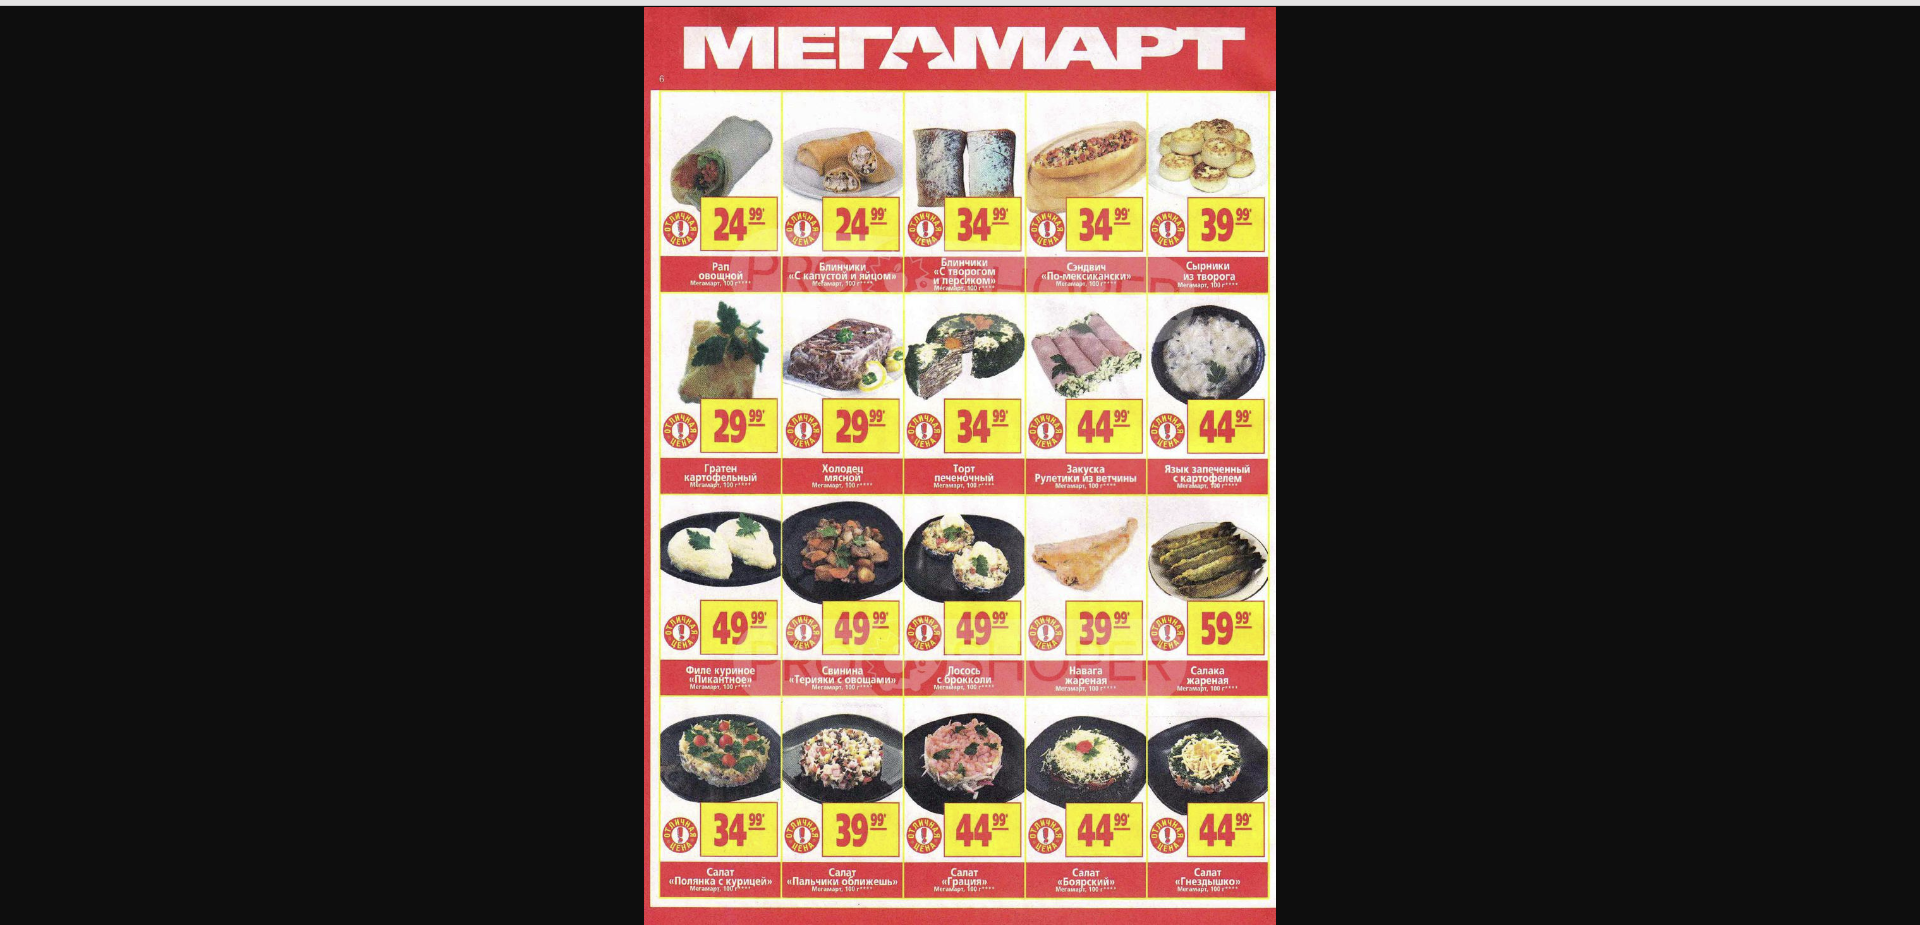 МЕГАМАРТ
6
ОТЛИЧНАЯ ЦЕНА 24 99* ОТЛИЧНАЯ ЦЕНА 24 99* ОТЛИЧНАЯ ЦЕНА 34 99* ОТЛИЧНАЯ ЦЕНА 34 99* ОТЛИЧНАЯ ЦЕНА 39 99*
Рап
овощной
Мегамарт, 100 г****
Блинчики
«С капустой и яйцом»
Мегамарт, 100 г****
Блинчики
«С творогом
и персиком»
Мегамарт, 100 г****
Сэндвич
«По-мексикански»
Мегамарт, 100 г****
Сырники
из творога
Мегамарт, 100 г****
PROMOSHOPER
ОТЛИЧНАЯ ЦЕНА 29 99* ОТЛИЧНАЯ ЦЕНА 29 99* ОТЛИЧНАЯ ЦЕНА 34 99* ОТЛИЧНАЯ ЦЕНА 44 99* ОТЛИЧНАЯ ЦЕНА 44 99*
Гратен
картофельный
Мегамарт, 100 г****
Холодец
мясной
Мегамарт, 100 г****
Торт
печеночный
Мегамарт, 100 г****
Закуска
Рулетики из ветчины
Мегамарт, 100 г****
Язык запеченный
с картофелем
Мегамарт, 100 г****
ОТЛИЧНАЯ ЦЕНА 49 99* ОТЛИЧНАЯ ЦЕНА 49 99* ОТЛИЧНАЯ ЦЕНА 49 99* ОТЛИЧНАЯ ЦЕНА 39 99* ОТЛИЧНАЯ ЦЕНА 59 99*
Филе куриное
«Пикантное»
Мегамарт, 100 г****
Свинина
«Терияки с овощами»
Мегамарт, 100 г****
Лосось
с брокколи
Мегамарт, 100 г****
Навага
жареная
Мегамарт, 100 г****
Салака
жареная
Мегамарт, 100 г****
PROMOSHOPER
ОТЛИЧНАЯ ЦЕНА 34 99* ОТЛИЧНАЯ ЦЕНА 39 99* ОТЛИЧНАЯ ЦЕНА 44 99* ОТЛИЧНАЯ ЦЕНА 44 99* ОТЛИЧНАЯ ЦЕНА 44 99*
Салат
«Полянка с курицей»
Мегамарт, 100 г****
Салат
«Пальчики оближешь»
Мегамарт, 100 г****
Салат
«Грация»
Мегамарт, 100 г****
Салат
«Боярский»
Мегамарт, 100 г****
Салат
«Гнездышко»
Мегамарт, 100 г****